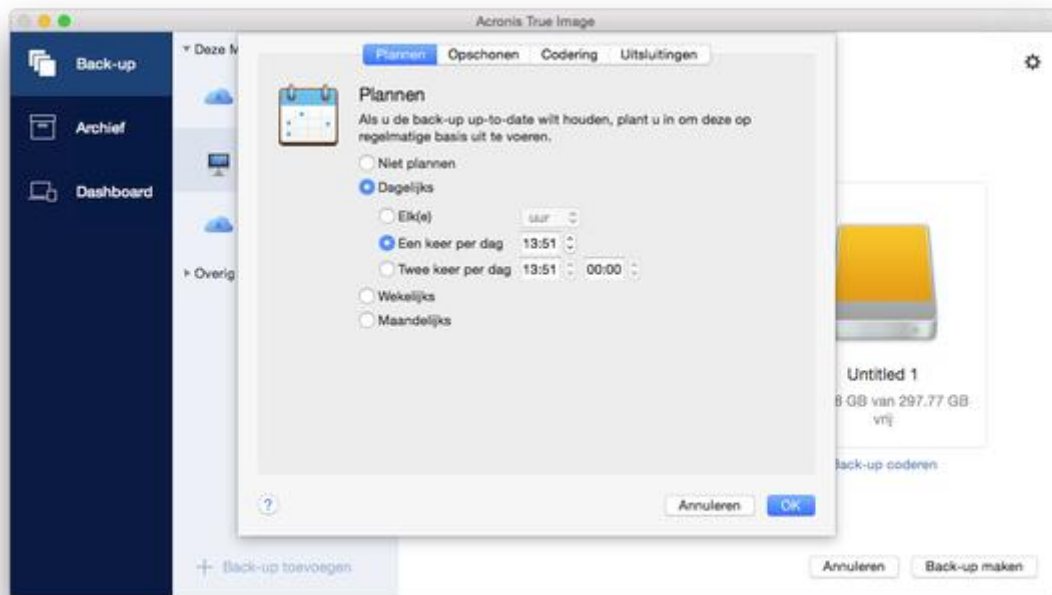 Acronis True Image
Back-up
Archief
Dashboard
Deze M
Overig
Back-up toevoegen
Plannen Opschonen Codering Uitsluitingen
Plannen
Als u de back-up up-to-date wilt houden, plant u in om deze op
regelmatige basis uit te voeren.
Niet plannen
Dagelijks
Elk(e) uur
Een keer per dag 13:51
Twee keer per dag 13:51 00:00
Wekelijks
Maandelijks
?
Annuleren OK
Untitled 1
8 GB van 297.77 GB
vrij
Back-up coderen
Annuleren Back-up maken